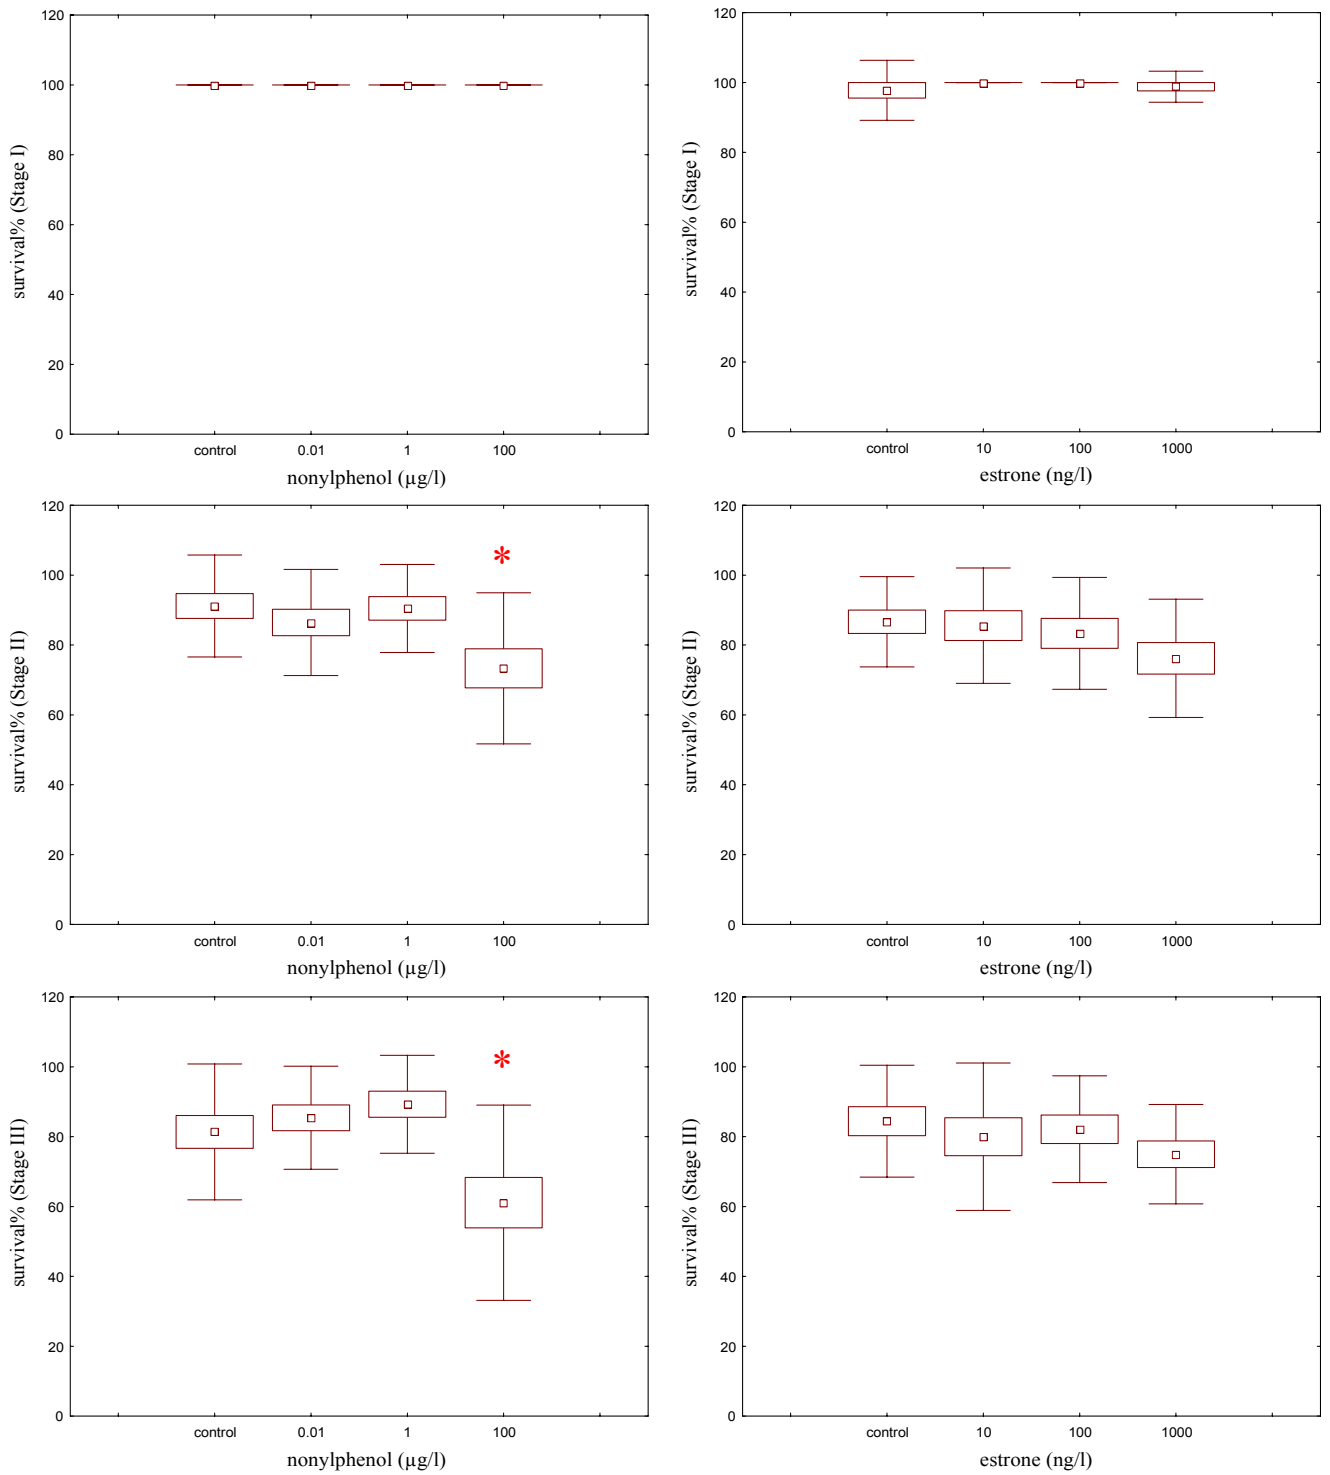 120
100
80
60
40
20
0
survival% (Stage I)
control 0.01 1 100
nonylphenol (µg/l)
120
100
80
60
40
20
0
survival% (Stage I)
control 10 100 1000
estrone (ng/l)
120
100
80
60
40
20
0
survival% (Stage II)
*
control 0.01 1 100
nonylphenol (µg/l)
120
100
80
60
40
20
0
survival% (Stage II)
control 10 100 1000
estrone (ng/l)
120
100
80
60
40
20
0
survival% (Stage III)
*
control 0.01 1 100
nonylphenol (µg/l)
120
100
80
60
40
20
0
survival% (Stage III)
control 10 100 1000
estrone (ng/l)